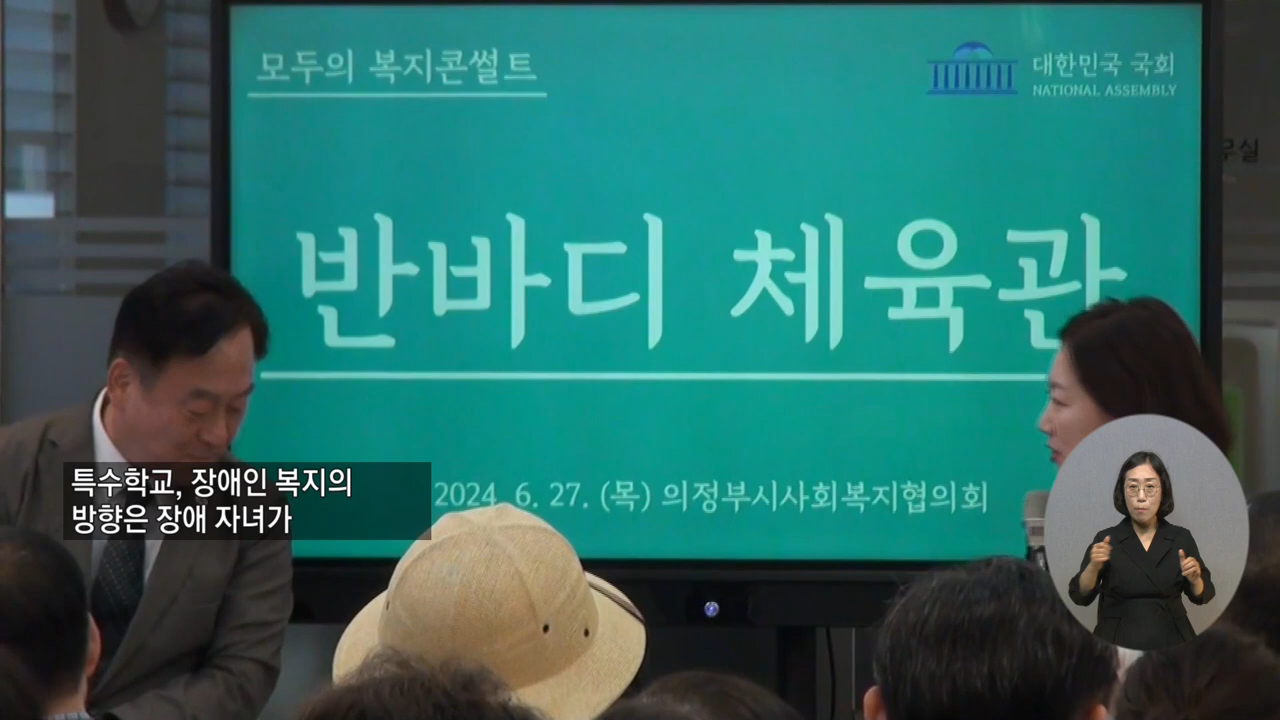 모두의 복지콘썰트
대한민국 국회
NATIONAL ASSEMBLY
무실
반바디 체육관
2024. 6. 27. (목) 의정부시사회복지협의회
특수학교, 장애인 복지의
방향은 장애 자녀가